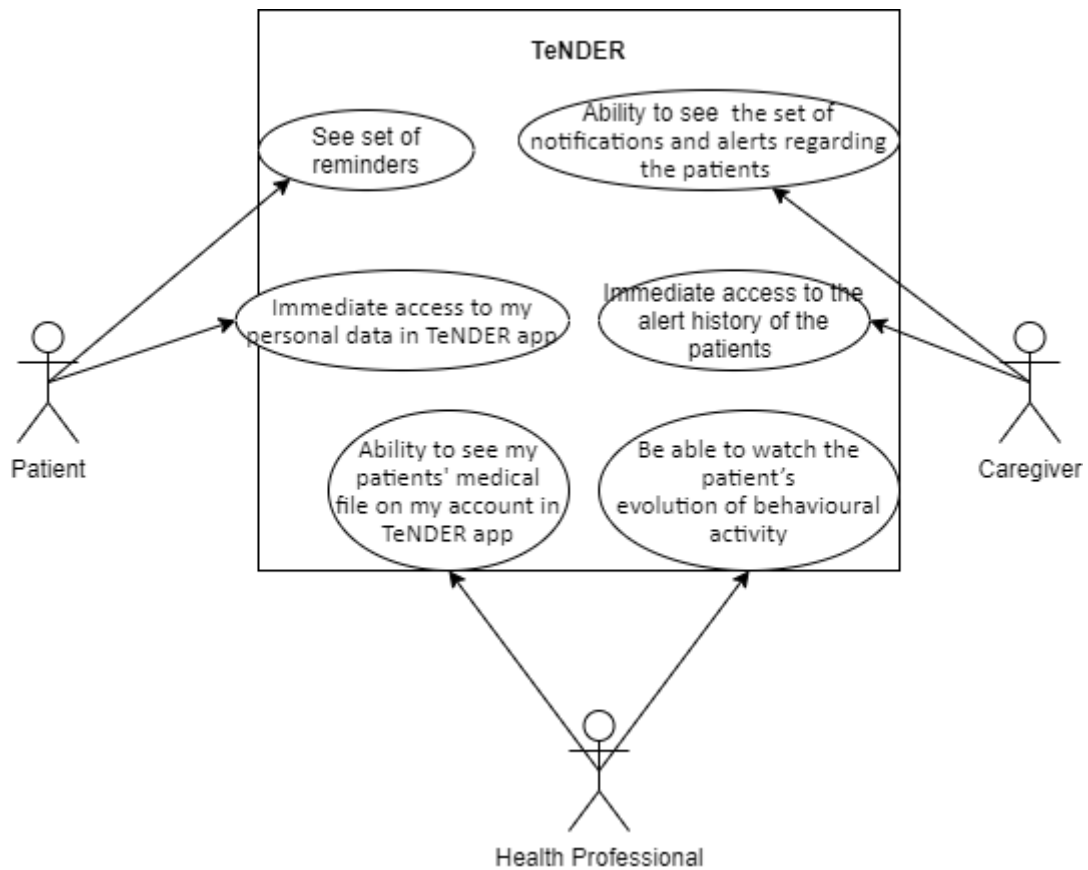 TeNDER
See set of
reminders
Ability to see  the set of
notifications and alerts regarding
the patients
Immediate access to my
personal data in TeNDER app
Immediate access to the
alert history of the
patients
Patient
Caregiver
Ability to see my
patients' medical
file on my account in
TeNDER app
Be able to watch the
patient’s
evolution of behavioural
activity
Health Professional